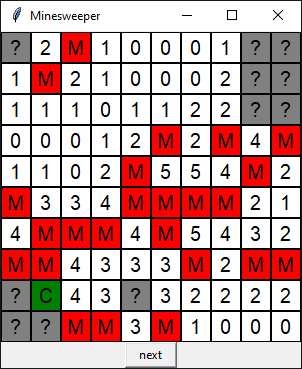 Minesweeper
? 2 M 1 0 0 0 1 ? ?
1 M 2 1 0 0 0 2 ? ?
1 1 1 0 1 1 2 2 ? ?
0 0 0 1 2 M 2 M 4 M
1 1 0 2 M 5 5 4 M 2
M 3 3 4 M M M M 2 1
4 M M M 4 M 5 4 3 2
M M 4 3 3 3 M 2 M M
? C 4 3 ? 3 2 2 2 2
? ? M M 3 M 1 0 0 0
next